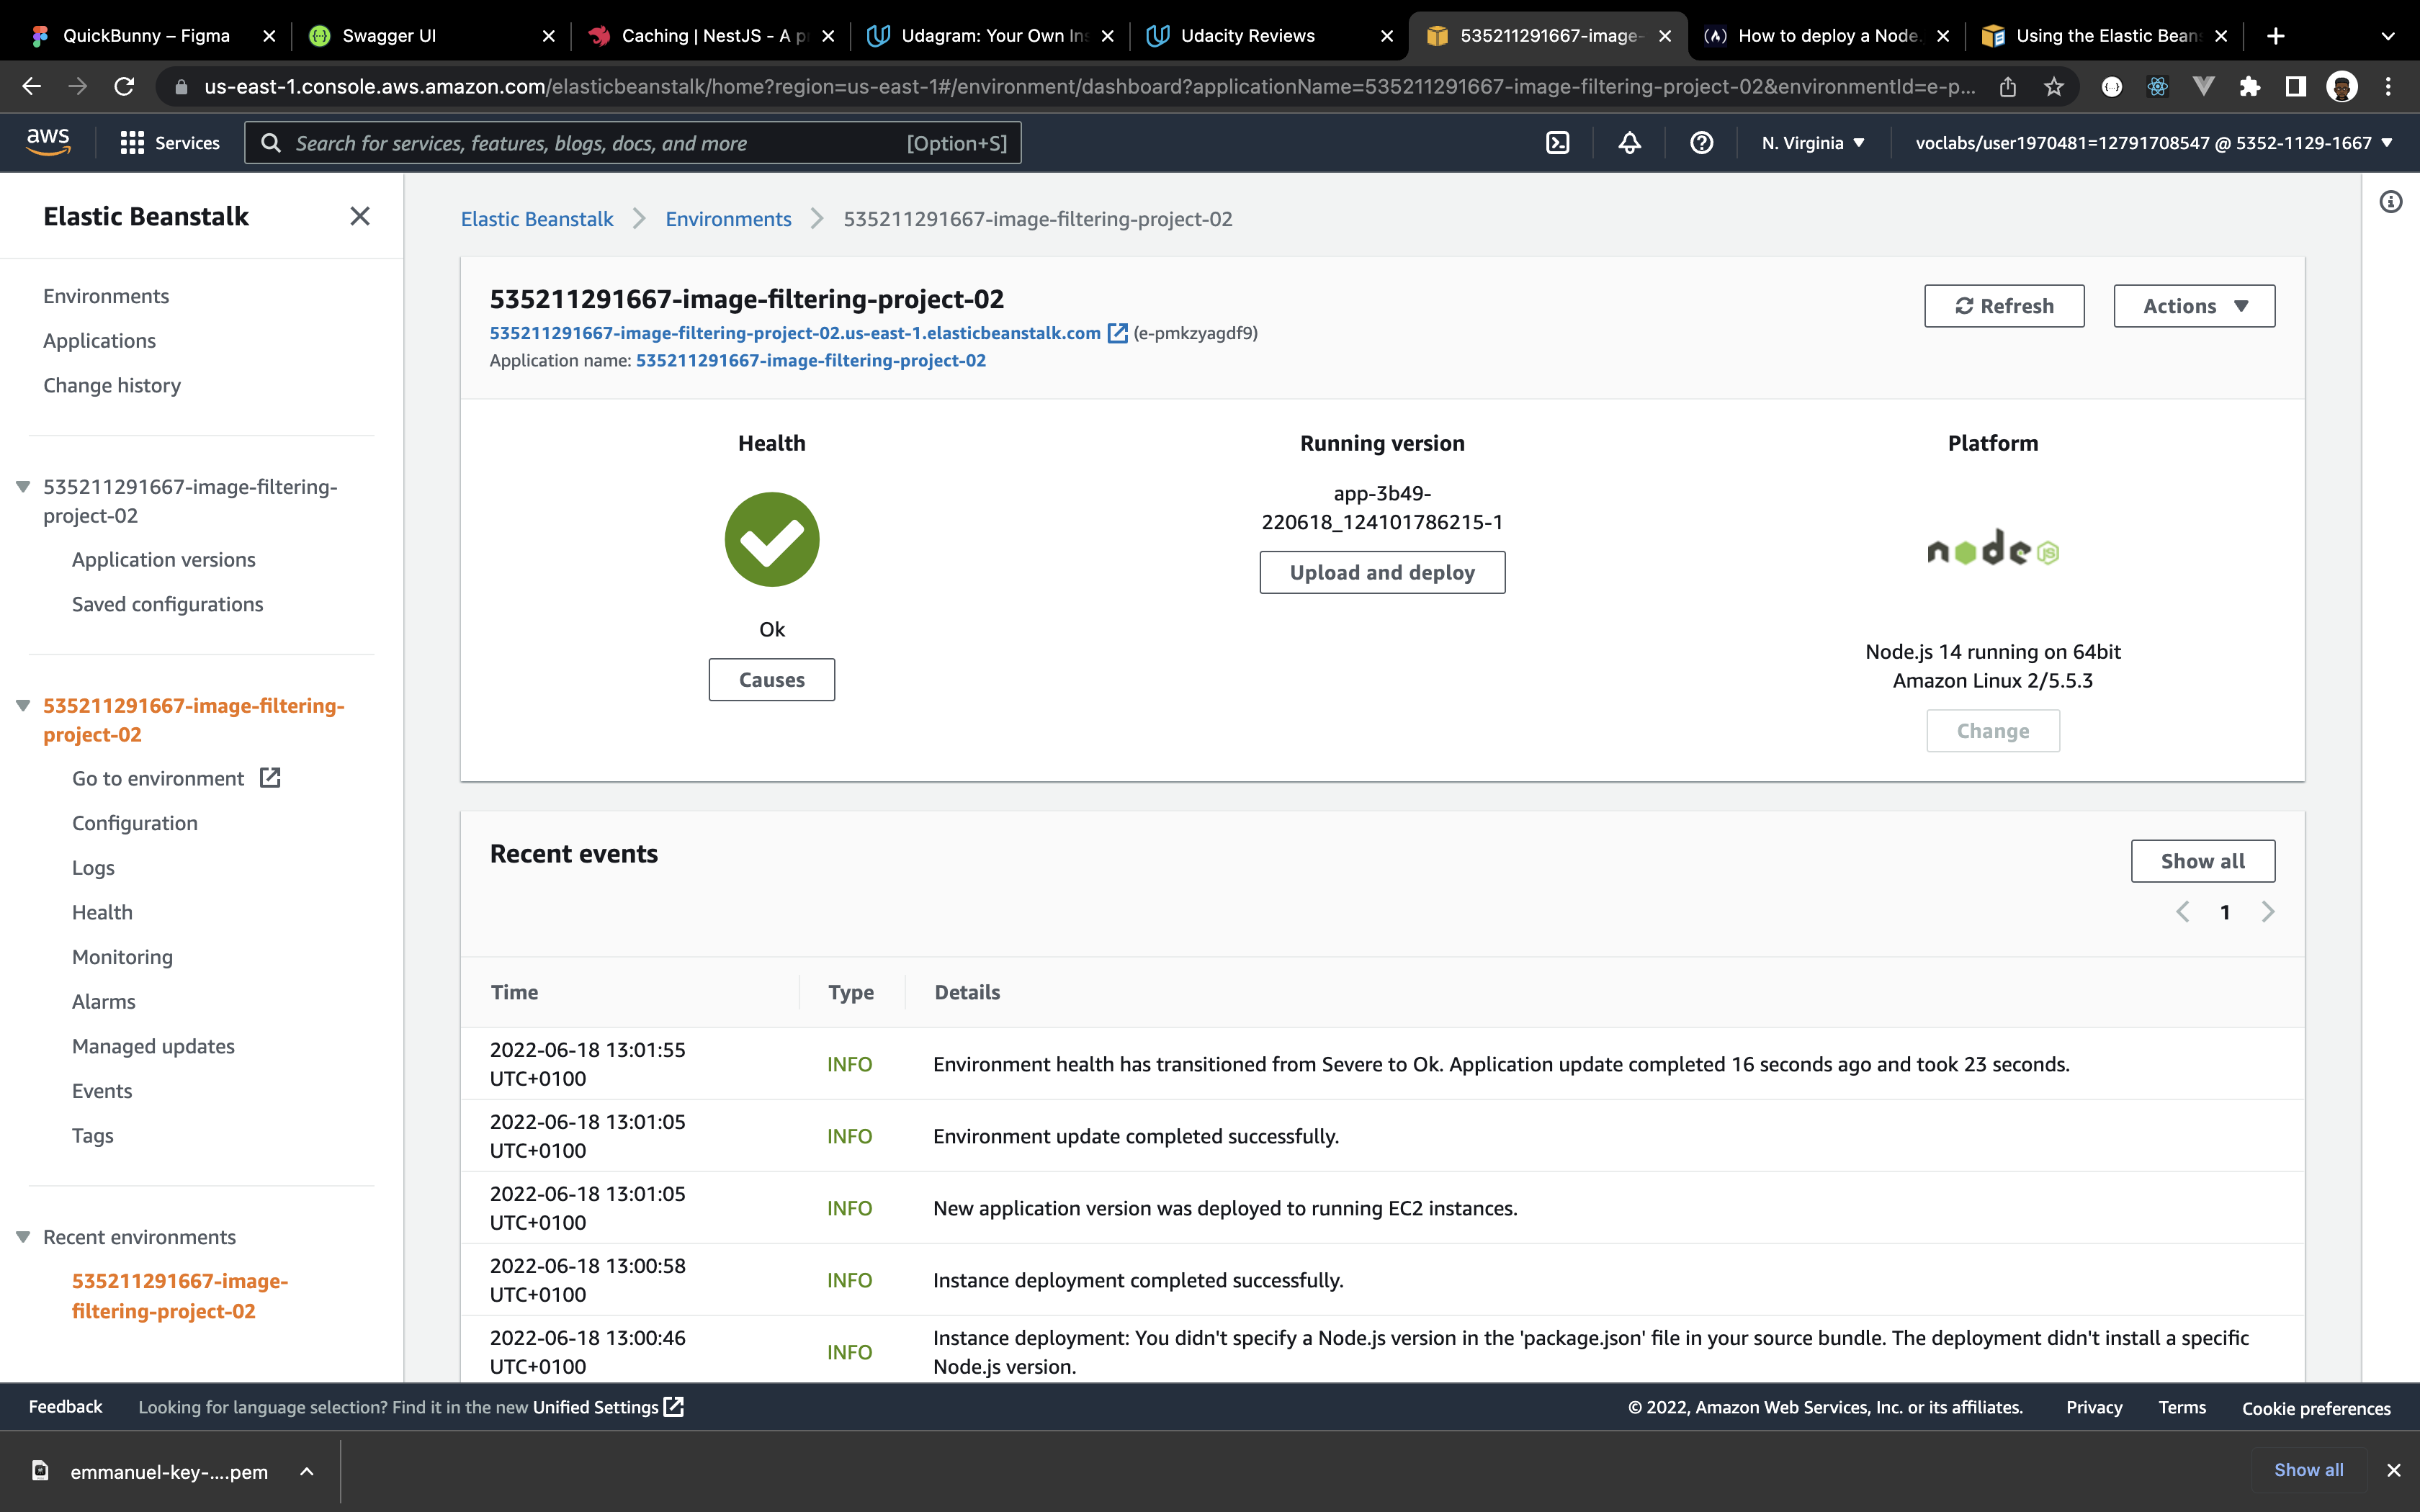 QuickBunny – Figma
Swagger UI
Caching | NestJS - A p
Udagram: Your Own In
Udacity Reviews
535211291667-image-
How to deploy a Node.
Using the Elastic Bean
us-east-1.console.aws.amazon.com/elasticbeanstalk/home?region=us-east-1#/environment/dashboard?applicationName=535211291667-image-filtering-project-02&environmentId=e-p...
aws
Services
Search for services, features, blogs, docs, and more
[Option+S]
N. Virginia
voclabs/user1970481=12791708547 @ 5352-1129-1667
Elastic Beanstalk
Environments
Applications
Change history
535211291667-image-filtering-
project-02
Application versions
Saved configurations
535211291667-image-filtering-
project-02
Go to environment
Configuration
Logs
Health
Monitoring
Alarms
Managed updates
Events
Tags
Recent environments
535211291667-image-
filtering-project-02
Elastic Beanstalk
Environments
535211291667-image-filtering-project-02
535211291667-image-filtering-project-02
535211291667-image-filtering-project-02.us-east-1.elasticbeanstalk.com (e-pmkzyagdf9)
Application name: 535211291667-image-filtering-project-02
Refresh
Actions
Health
Ok
Causes
Running version
app-3b49-
220618_124101786215-1
Upload and deploy
Platform
node JS
Node.js 14 running on 64bit
Amazon Linux 2/5.5.3
Change
Recent events
Show all
1
Time
Type
Details
2022-06-18 13:01:55
UTC+0100
INFO
Environment health has transitioned from Severe to Ok. Application update completed 16 seconds ago and took 23 seconds.
2022-06-18 13:01:05
UTC+0100
INFO
Environment update completed successfully.
2022-06-18 13:01:05
UTC+0100
INFO
New application version was deployed to running EC2 instances.
2022-06-18 13:00:58
UTC+0100
INFO
Instance deployment completed successfully.
2022-06-18 13:00:46
UTC+0100
INFO
Instance deployment: You didn't specify a Node.js version in the 'package.json' file in your source bundle. The deployment didn't install a specific
Node.js version.
Feedback
Looking for language selection? Find it in the new Unified Settings
© 2022, Amazon Web Services, Inc. or its affiliates.
Privacy
Terms
Cookie preferences
emmanuel-key-....pem
Show all